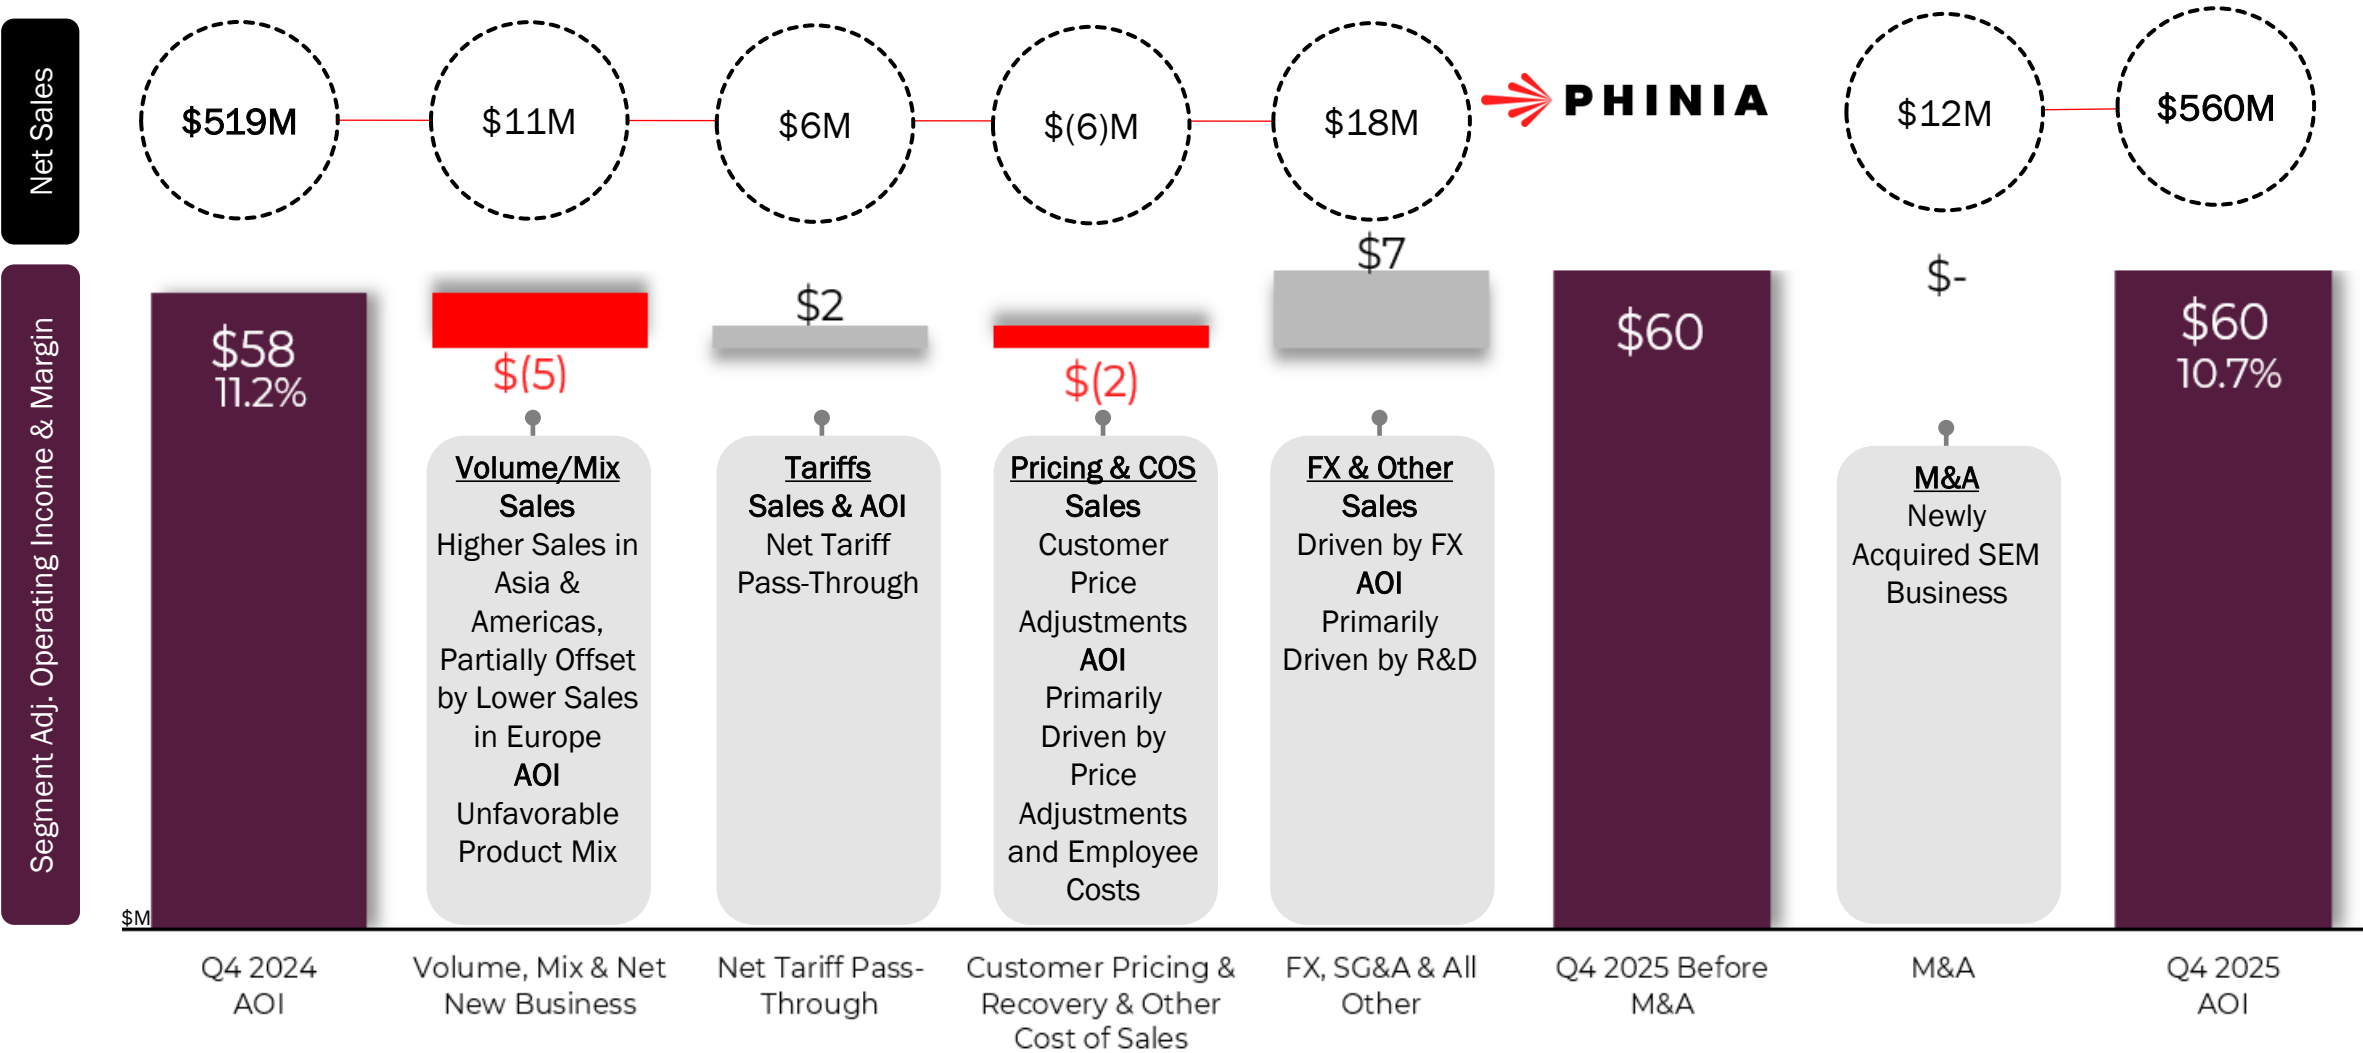 Net Sales
$519M
$11M
$6M
$(6)M
$18M
PHINIA
$12M
$560M
Segment Adj. Operating Income & Margin
$58
11.2%
$(5)
$2
$(2)
$7
$60
$-
$60
10.7%
Volume/Mix
Sales
Higher Sales in
Asia &
Americas,
Partially Offset
by Lower Sales
in Europe
AOI
Unfavorable
Product Mix
Tariffs
Sales & AOI
Net Tariff
Pass-Through
Pricing & COS
Sales
Customer
Price
Adjustments
AOI
Primarily
Driven by
Price
Adjustments
and Employee
Costs
FX & Other
Sales
Driven by FX
AOI
Primarily
Driven by R&D
M&A
Newly
Acquired SEM
Business
$M
Q4 2024
AOI
Volume, Mix & Net
New Business
Net Tariff Pass-
Through
Customer Pricing &
Recovery & Other
Cost of Sales
FX, SG&A & All
Other
Q4 2025 Before
M&A
M&A
Q4 2025
AOI